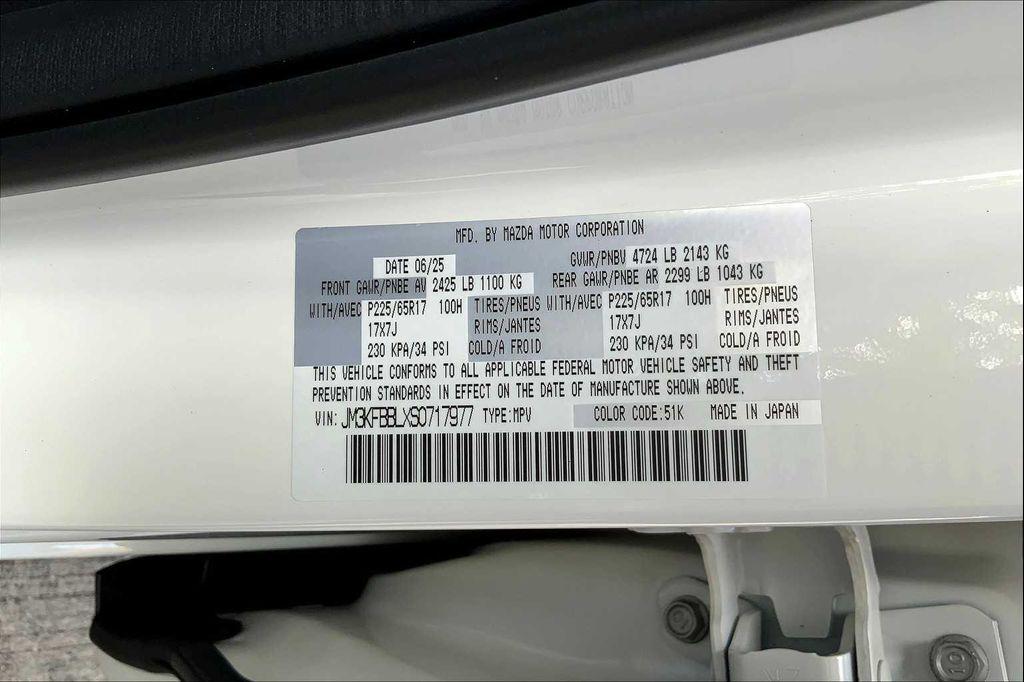 MFD. BY MAZDA MOTOR CORPORATION
DATE 06/25 GVWR/PNBV 4724 LB 2143 KG
FRONT GAWR/PNBE AV 2425 LB 1100 KG REAR GAWR/PNBE AR 2299 LB 1043 KG
WITH/AVEC P225/65R17 100H TIRES/PNEUS WITH/AVEC P225/65R17 100H TIRES/PNEUS
17X7J RIMS/JANTES 17X7J RIMS/JANTES
230 KPA/34 PSI COLD/A FROID 230 KPA/34 PSI COLD/A FROID
THIS VEHICLE CONFORMS TO ALL APPLICABLE FEDERAL MOTOR VEHICLE SAFETY AND THEFT
PREVENTION STANDARDS IN EFFECT ON THE DATE OF MANUFACTURE SHOWN ABOVE.
VIN: JM3KFBBLXS0717977 TYPE:MPV COLOR CODE:51K MADE IN JAPAN
10